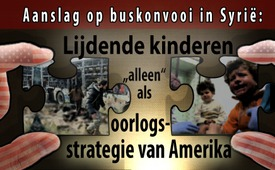 Aanslag op buskonvooi in Syrië:
Lijdende kinderen
„alleen“ als
oorlogs-
strategie van Amerika